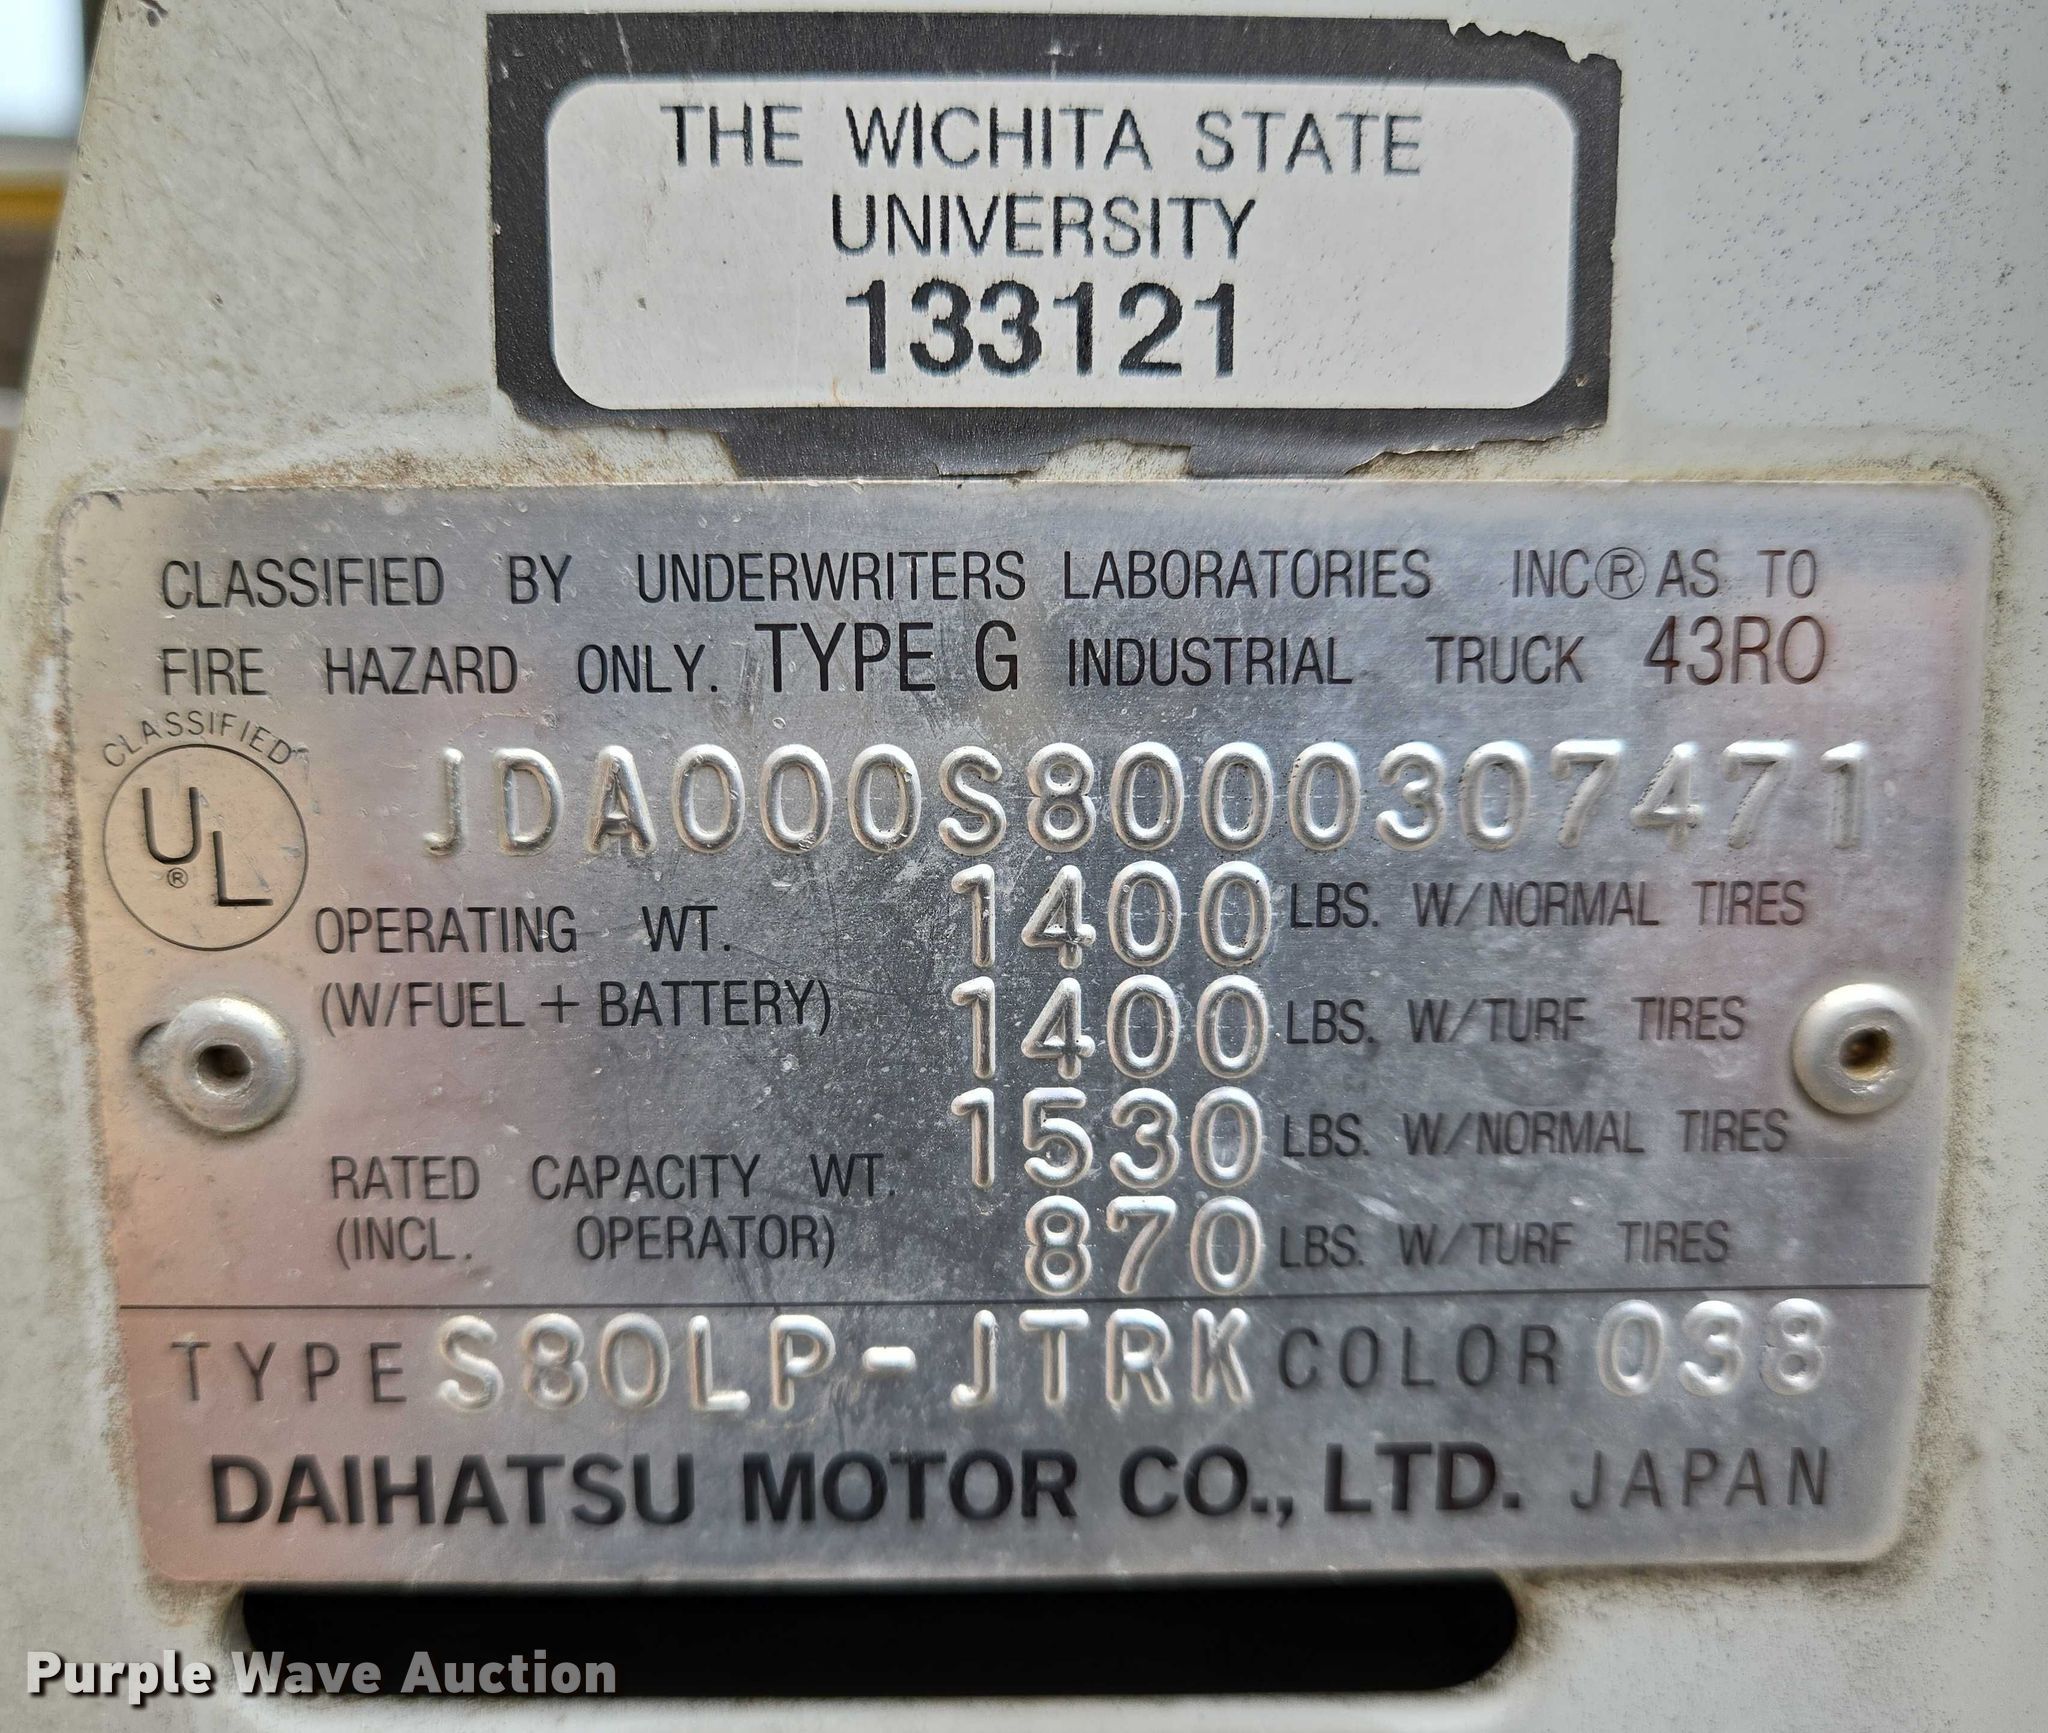 THE WICHITA STATE
UNIVERSITY
133121
CLASSIFIED BY UNDERWRITERS LABORATORIES INC® AS TO
FIRE HAZARD ONLY. TYPE G INDUSTRIAL TRUCK 43RO
CLASSIFIED
UL®
JDA000S8000307471
OPERATING WT. 1400 LBS. W/NORMAL TIRES
(W/FUEL + BATTERY) 1400 LBS. W/TURF TIRES
1530 LBS. W/NORMAL TIRES
RATED CAPACITY WT.
(INCL. OPERATOR) 870 LBS. W/TURF TIRES
TYPE S80LP-JTRK COLOR 038
DAIHATSU MOTOR CO., LTD. JAPAN
Purple Wave Auction